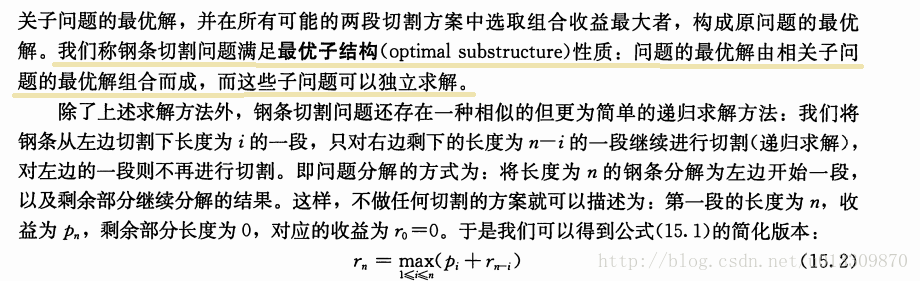 关子问题的最优解，并在所有可能的两段切割方案中选取组合收益最大者，构成原问题的最优
解。我们称钢条切割问题满足最优子结构(optimal substructure)性质：问题的最优解由相关子问
题的最优解组合而成，而这些子问题可以独立求解。
除了上述求解方法外，钢条切割问题还存在一种相似的但更为简单的递归求解方法：我们将
钢条从左边切割下长度为 i 的一段，只对右边剩下的长度为 n-i 的一段继续进行切割(递归求解)，
对左边的一段则不再进行切割。即问题分解的方式为：将长度为 n 的钢条分解为左边开始一段，
以及剩余部分继续分解的结果。这样，不做任何切割的方案就可以描述为：第一段的长度为 n，收
益为 pₙ，剩余部分长度为 0，对应的收益为 r₀=0。于是我们可以得到公式(15.1)的简化版本：
rₙ = max(pᵢ + rₙ₋ᵢ) (15.2)
1≤i≤n